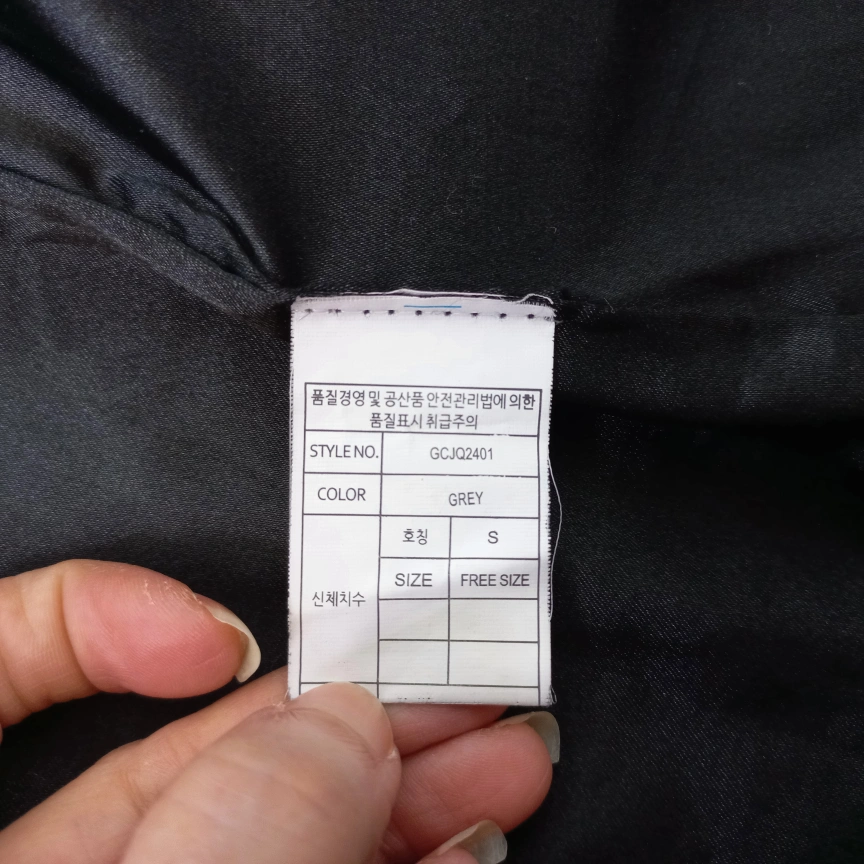 품질경영 및 공산품 안전관리법에 의한
품질표시 취급주의
STYLE NO. GCJQ2401
COLOR GREY
신체치수
호칭 S
SIZE FREE SIZE